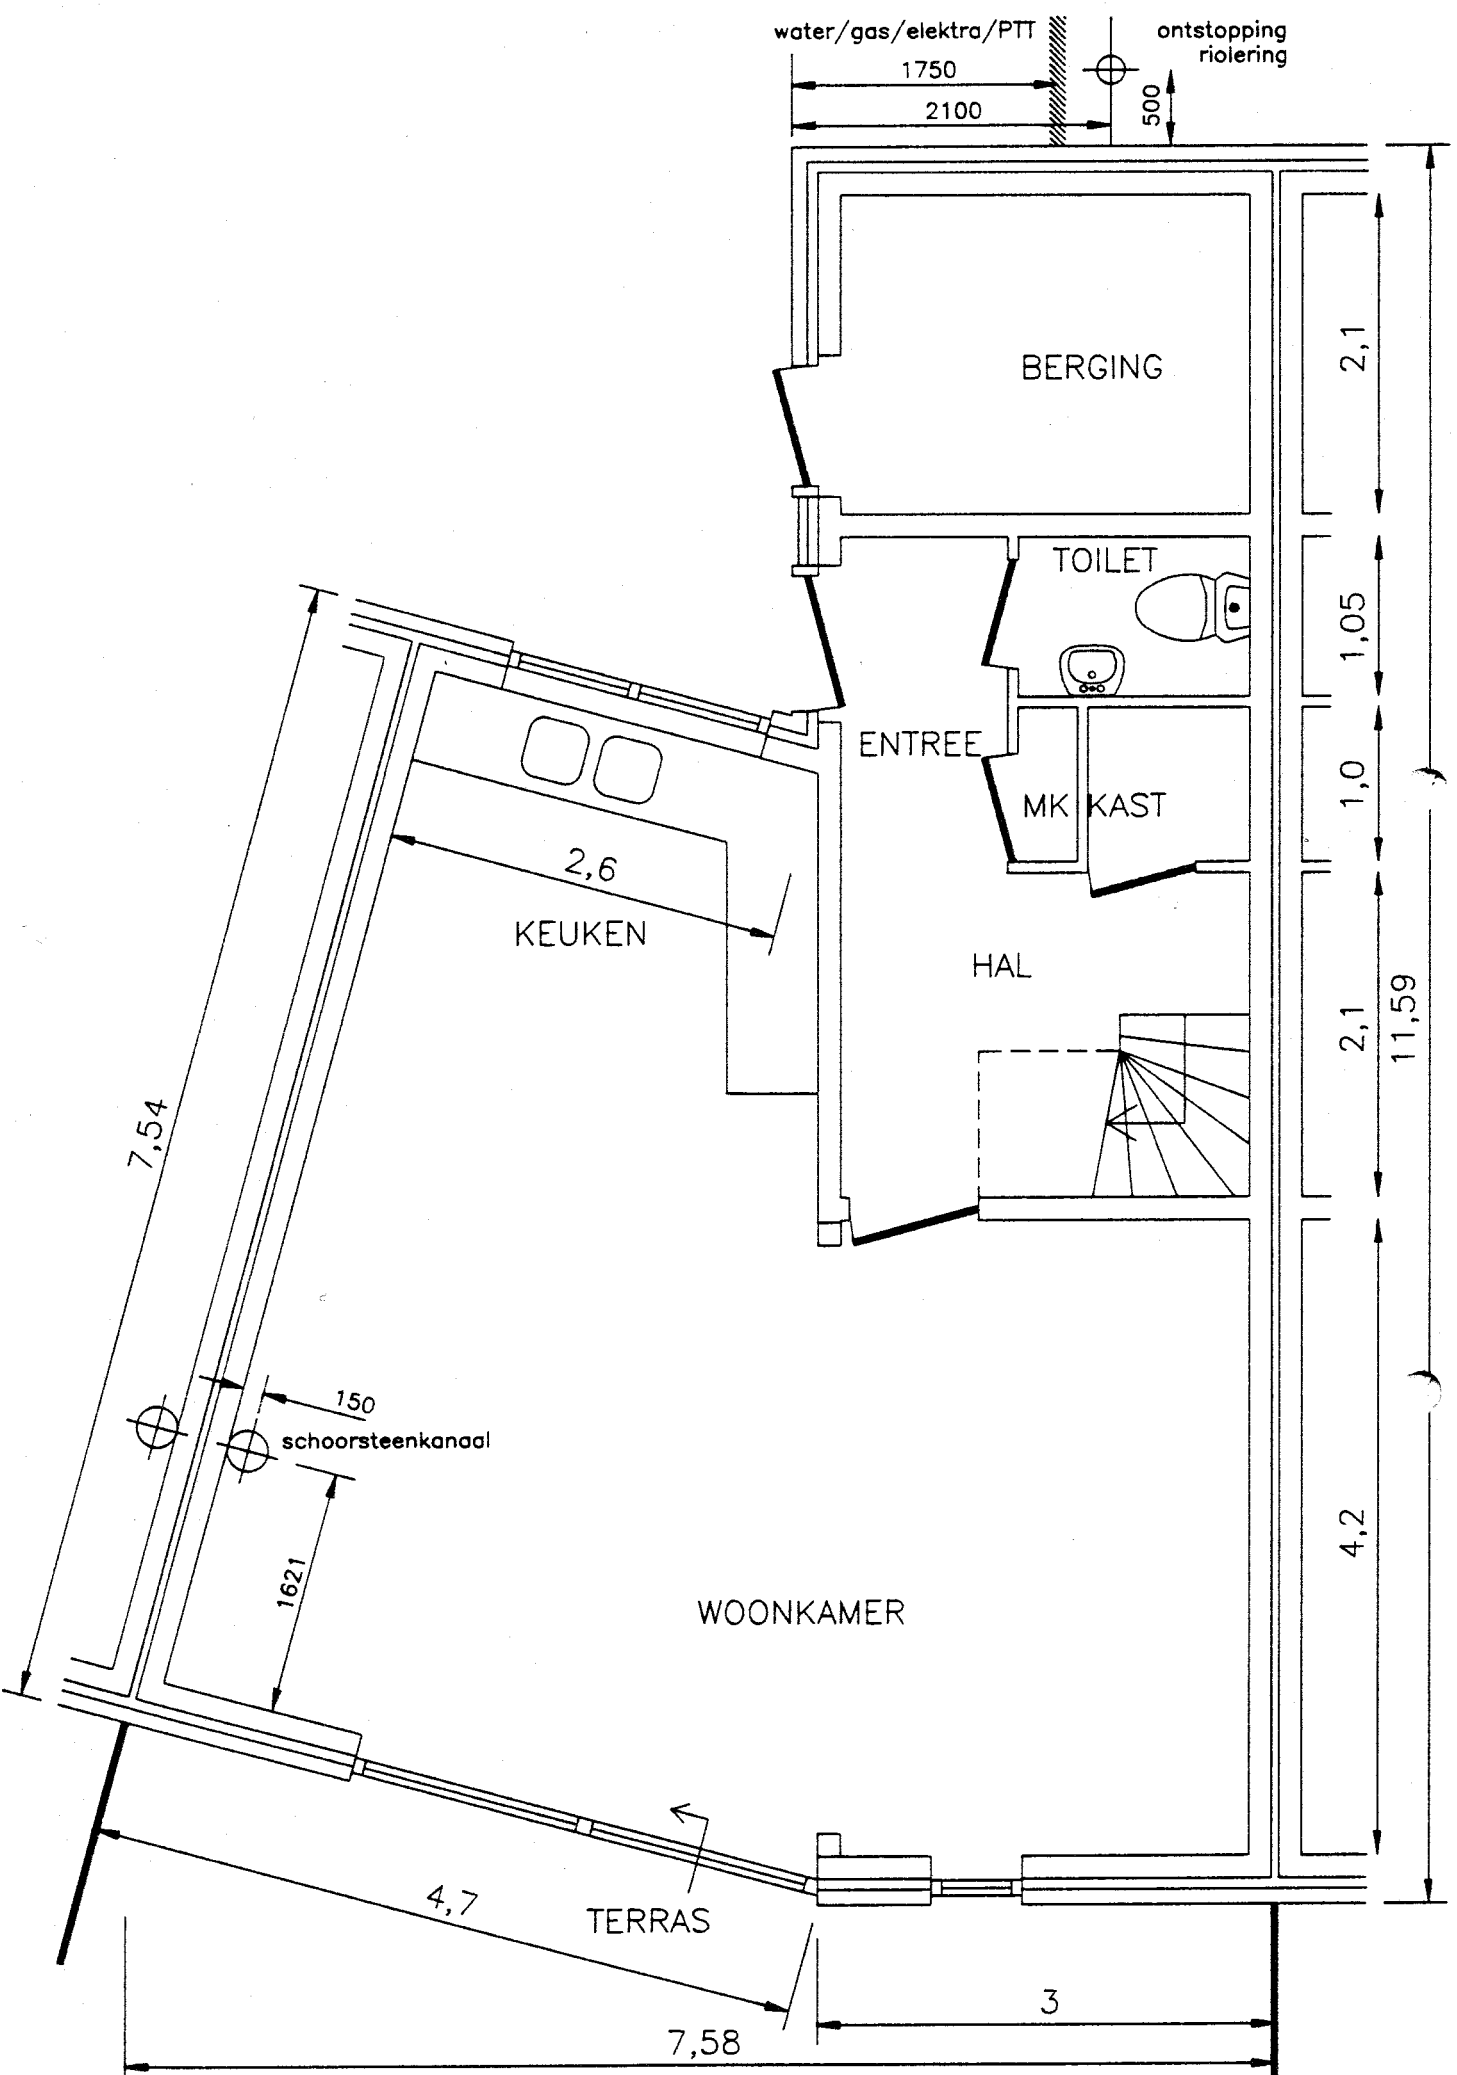 water/gas/elektra/PTT
ontstopping
riolering
1750
2100
500
BERGING
2,1
TOILET
1,05
ENTREE
1,0
MK KAST
2,6
KEUKEN
HAL
2,1
11,59
7,54
150
schoorsteenkanaal
1621
4,2
WOONKAMER
4,7
TERRAS
3
7,58